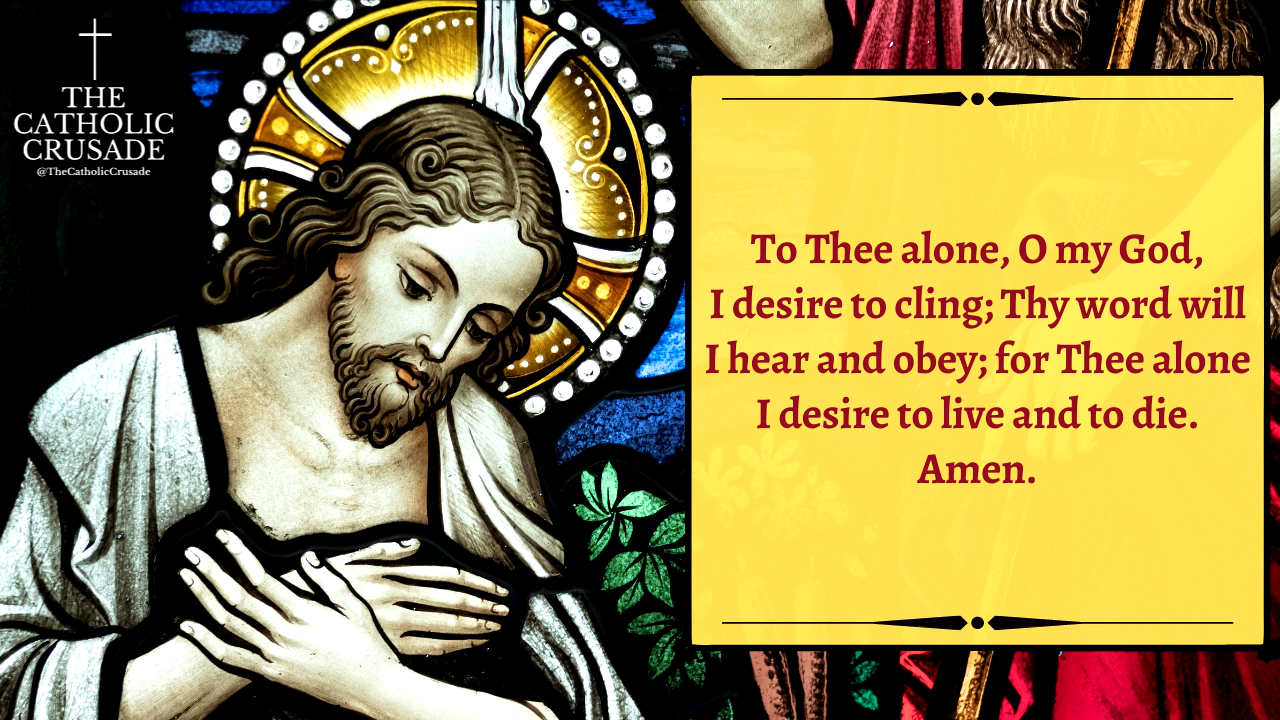 THE
CATHOLIC
CRUSADE
@TheCatholicCrusade
To Thee alone, O my God,
I desire to cling; Thy word will
I hear and obey; for Thee alone
I desire to live and to die.
Amen.